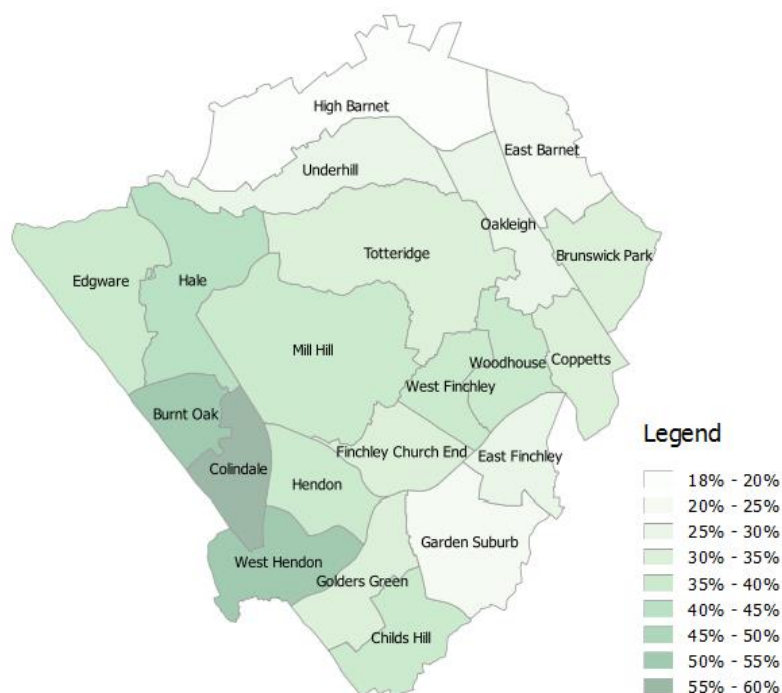 High Barnet
East Barnet
Underhill
Oakleigh
Totteridge
Brunswick Park
Edgware
Hale
Mill Hill
Woodhouse
Coppetts
West Finchley
Burnt Oak
Finchley Church End
East Finchley
Colindale
Hendon
Garden Suburb
West Hendon
Golders Green
Childs Hill
Legend
18% - 20%
20% - 25%
25% - 30%
30% - 35%
35% - 40%
40% - 45%
45% - 50%
50% - 55%
55% - 60%